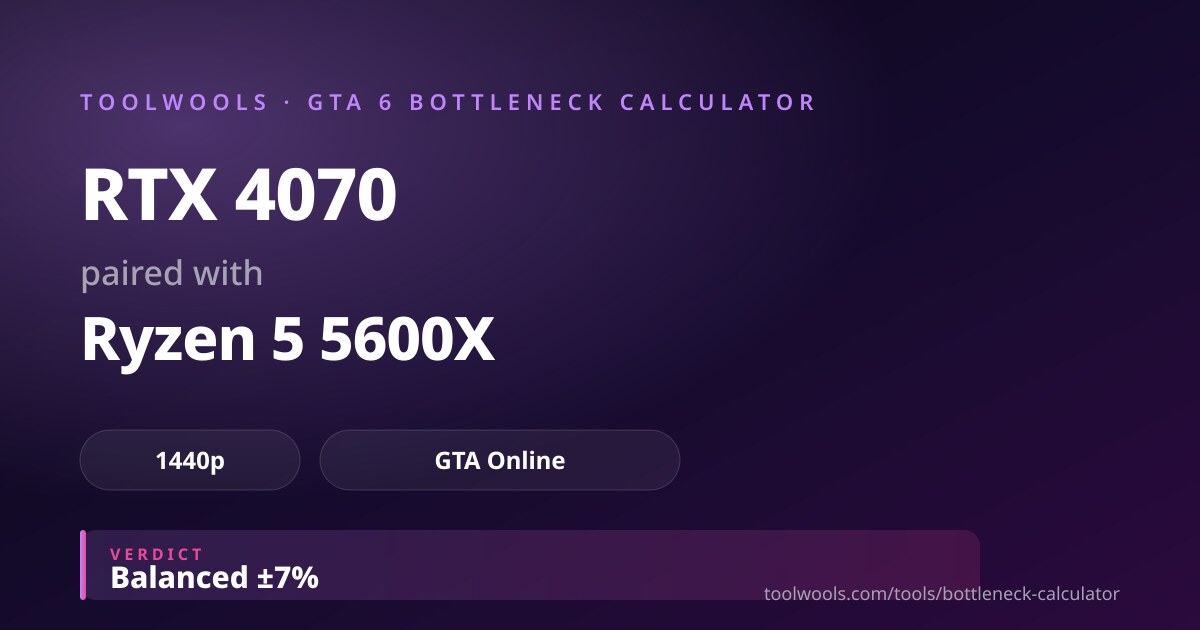 TOOLWOOLS · GTA 6 BOTTLENECK CALCULATOR
RTX 4070
paired with
Ryzen 5 5600X
1440p GTA Online
VERDICT
Balanced ±7%
toolwools.com/tools/bottleneck-calculator